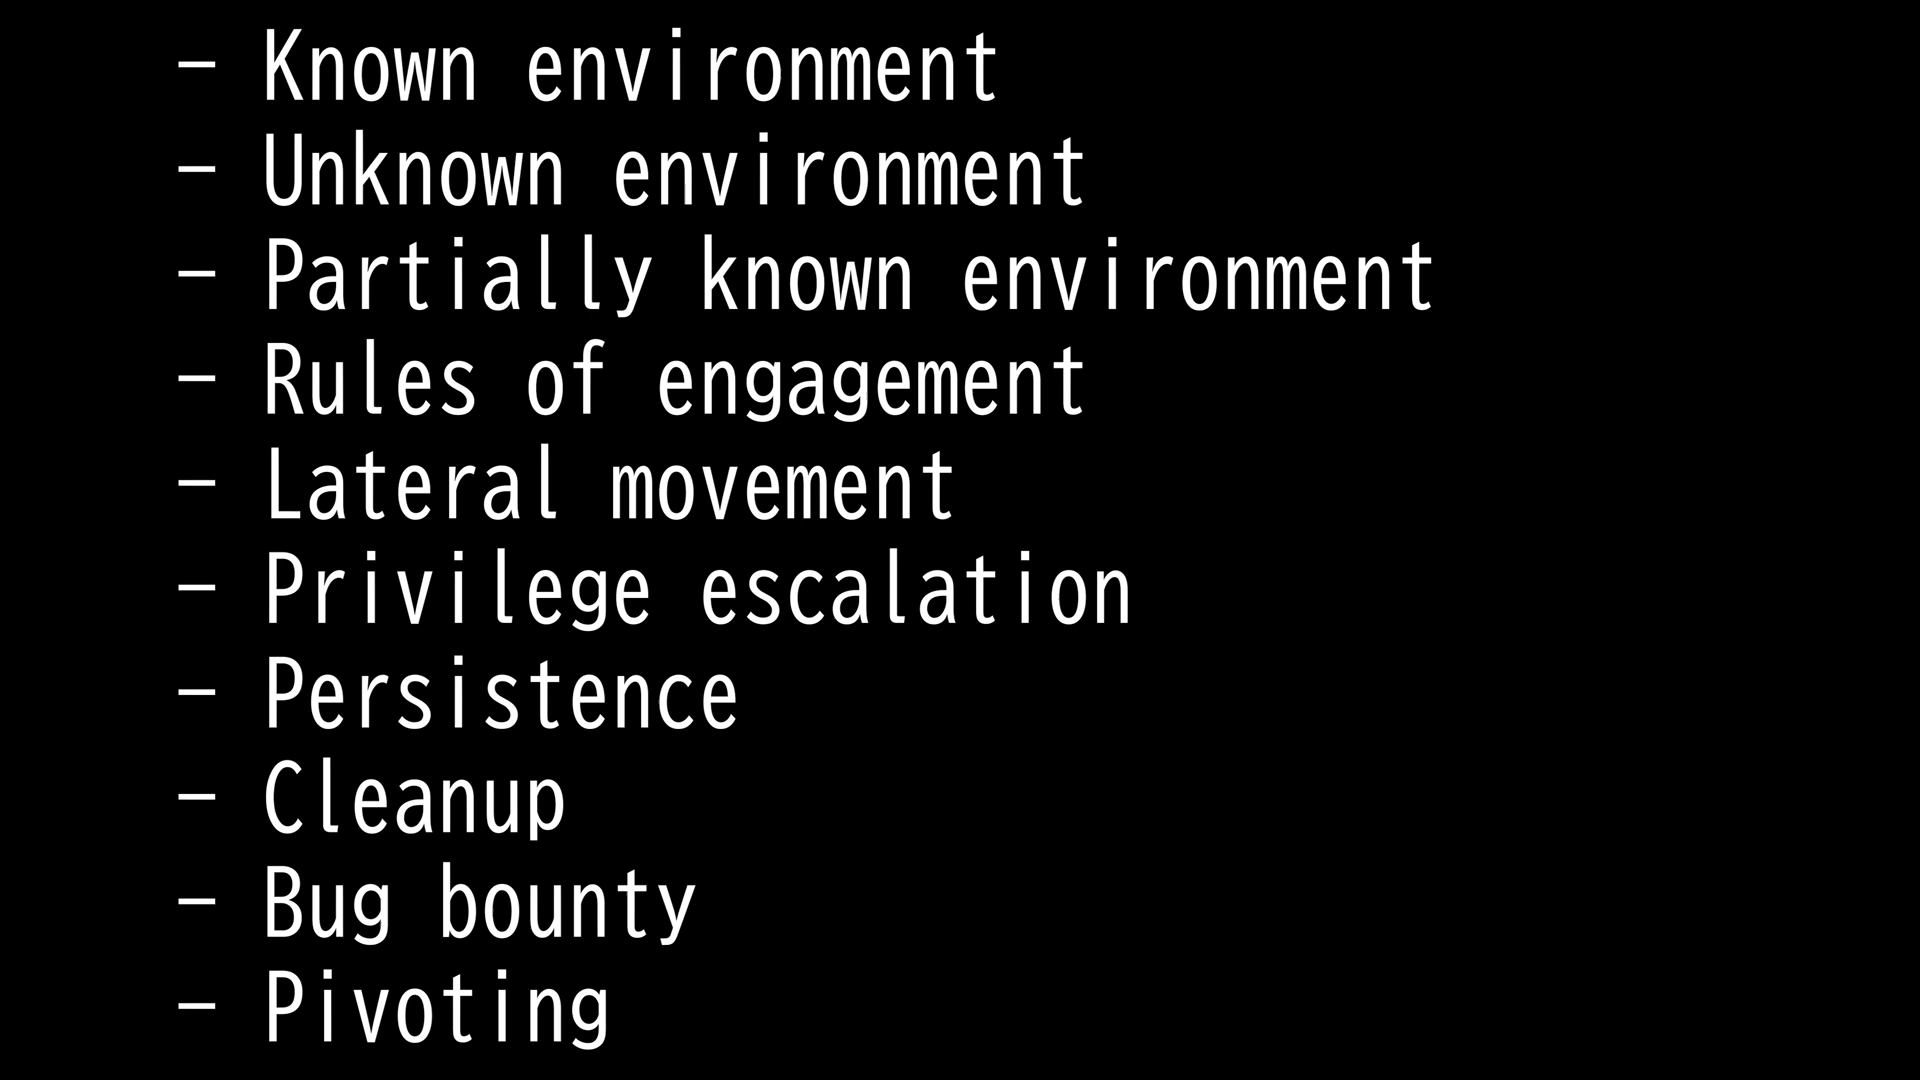 - Known environment
- Unknown environment
- Partially known environment
- Rules of engagement
- Lateral movement
- Privilege escalation
- Persistence
- Cleanup
- Bug bounty
- Pivoting